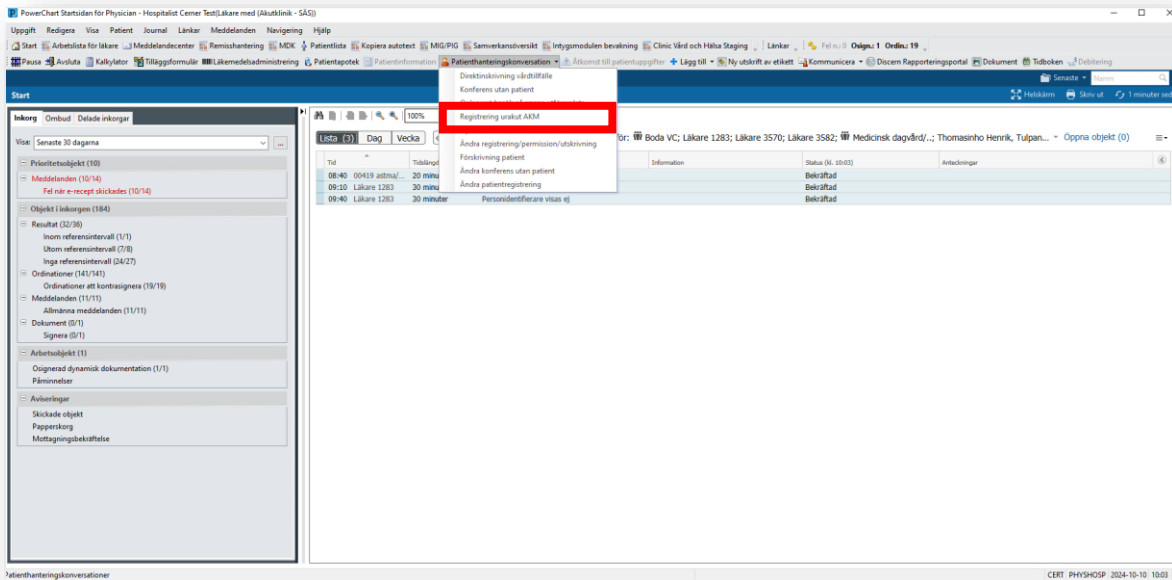 PowerChart Startsidan för Physician - Hospitalist Cerner Test(Läkare med (Akutklinik - SÄS))
Uppgift Redigera Visa Patient Journal Länkar Meddelanden Navigering Hjälp
Start Arbetslista för läkare Meddelandecenter Remisshantering MDK Patientlista Kopiera autotext MIG/PIG Samverkansöversikt Intygsmodulen bevakning Clinic Vård och Hälsa Staging Länkar Fel n.: 0 Osign.: 1 Ordin.: 19
Pausa Avsluta Kalkylator Tilläggsformulär Läkemedelsadministrering Patientapotek Patientinformation Patienthanteringskonversation Åtkomst till patientuppgifter Lägg till Ny utskrift av etikett Kommunicera Discern Rapporteringsportal Dokument Tidboken Debitering
Senaste Namn
Start
Helskärm Skriv ut 1 minuter sed
Direktinskrivning vårdtillfälle
Konferens utan patient
Registrering urakut AKM
Ändra registrering/permission/utskrivning
Förskrivning patient
Ändra konferens utan patient
Ändra patientregistrering
Inkorg Ombud Delade inkorgar
Visa: Senaste 30 dagarna ...
Prioritetsobjekt (10)
Meddelanden (10/14)
Fel när e-recept skickades (10/14)
Objekt i inkorgen (184)
Resultat (32/36)
Inom referensintervall (1/1)
Utom referensintervall (7/8)
Inga referensintervall (24/27)
Ordinationer (141/141)
Ordinationer att kontrasignera (19/19)
Meddelanden (11/11)
Allmänna meddelanden (11/11)
Dokument (0/1)
Signera (0/1)
Arbetsobjekt (1)
Osignerad dynamisk dokumentation (1/1)
Påminnelser
Aviseringar
Skickade objekt
Papperskorg
Mottagningsbekräftelse
100%
Lista (3) Dag Vecka för: Boda VC; Läkare 1283; Läkare 3570; Läkare 3582; Medicinsk dagvård/..; Thomasinho Henrik, Tulpan... Öppna objekt (0)
Tid Tidslängd Information Status (kl. 10:03) Anteckningar
08:40 00419 astma/... 20 minu Bekräftad
09:10 Läkare 1283 30 minu Bekräftad
09:40 Läkare 1283 30 minuter Personidentifierare visas ej Bekräftad
Patienthanteringskonversationer
CERT PHYSHOSP 2024-10-10 10:03